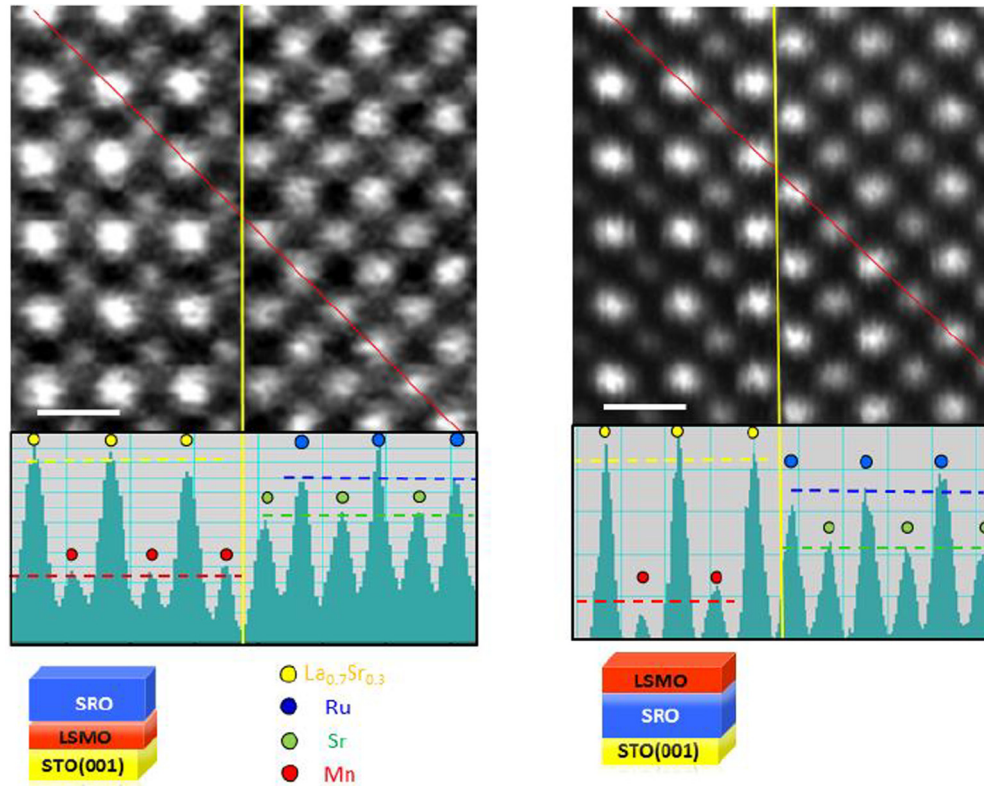 SRO
LSMO
STO(001)
La₀.₇Sr₀.₃
Ru
Sr
Mn
LSMO
SRO
STO(001)